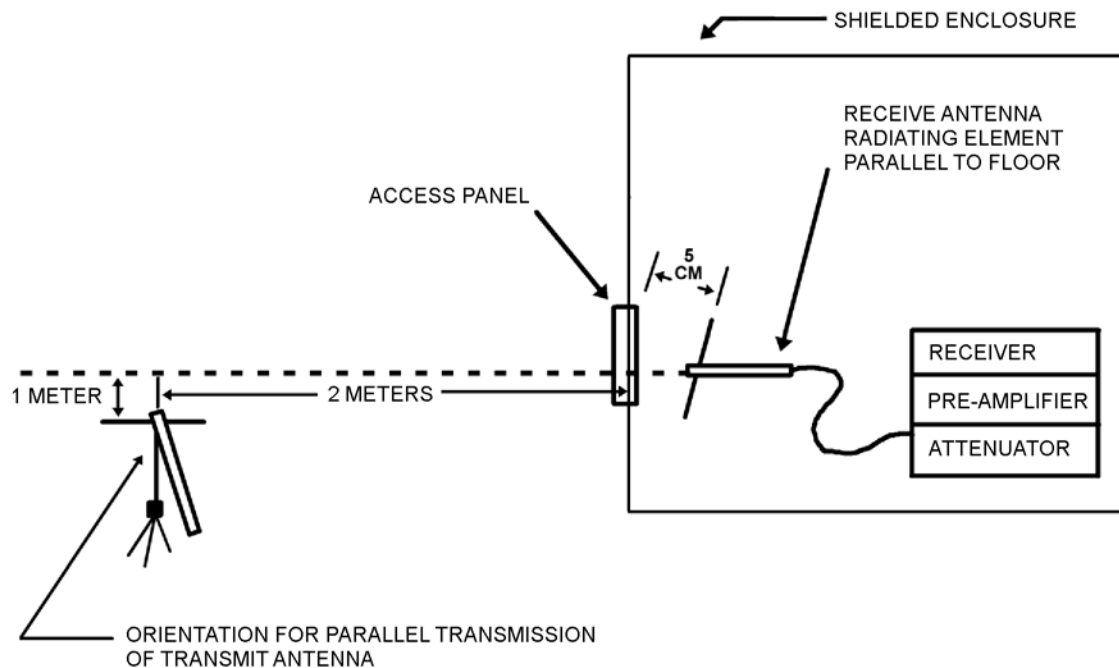 SHIELDED ENCLOSURE
RECEIVE ANTENNA
RADIATING ELEMENT
PARALLEL TO FLOOR
ACCESS PANEL
5
CM
1 METER
2 METERS
RECEIVER
PRE-AMPLIFIER
ATTENUATOR
ORIENTATION FOR PARALLEL TRANSMISSION
OF TRANSMIT ANTENNA